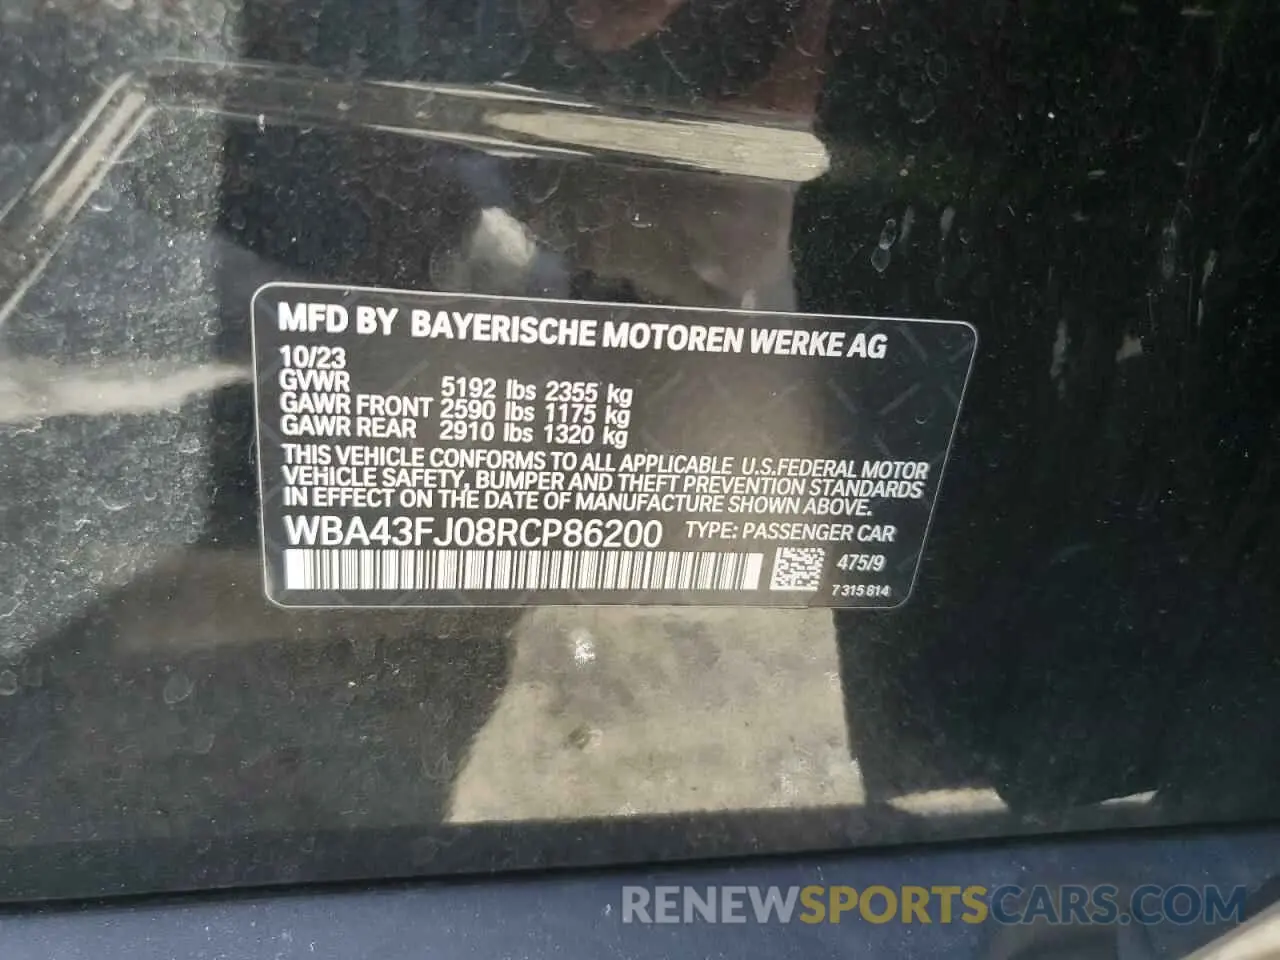 MFD BY BAYERISCHE MOTOREN WERKE AG
10/23
GVWR 5192 lbs 2355 kg
GAWR FRONT 2590 lbs 1175 kg
GAWR REAR 2910 lbs 1320 kg
THIS VEHICLE CONFORMS TO ALL APPLICABLE U.S.FEDERAL MOTOR
VEHICLE SAFETY, BUMPER AND THEFT PREVENTION STANDARDS
IN EFFECT ON THE DATE OF MANUFACTURE SHOWN ABOVE.
WBA43FJ08RCP86200 TYPE: PASSENGER CAR
475/9
7315814
RENEWSPORTSCARS.COM